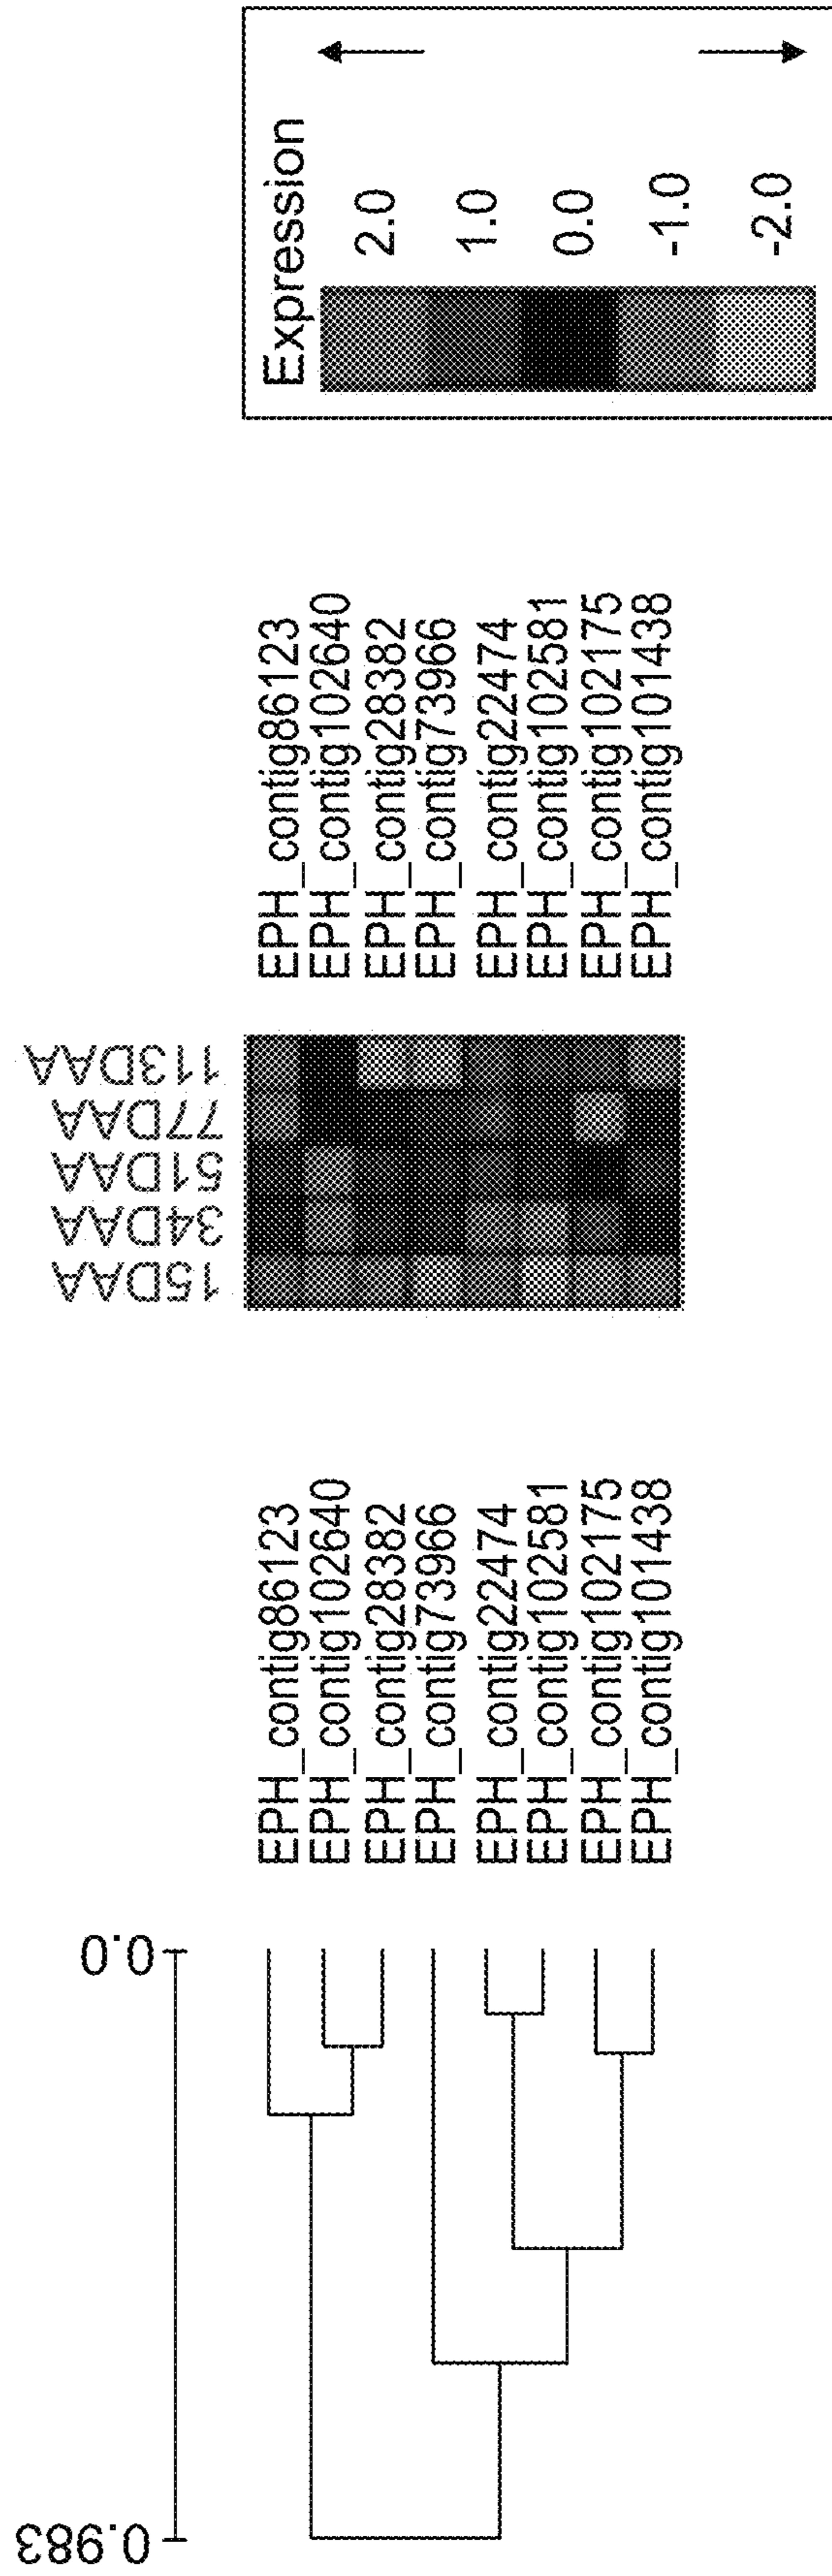 0.983
0.0
EPH_contig86123
EPH_contig102640
EPH_contig28382
EPH_contig73966
EPH_contig22474
EPH_contig102581
EPH_contig102175
EPH_contig101438
15DAA
34DAA
51DAA
77DAA
113DAA
EPH_contig86123
EPH_contig102640
EPH_contig28382
EPH_contig73966
EPH_contig22474
EPH_contig102581
EPH_contig102175
EPH_contig101438
Expression
2.0
1.0
0.0
-1.0
-2.0